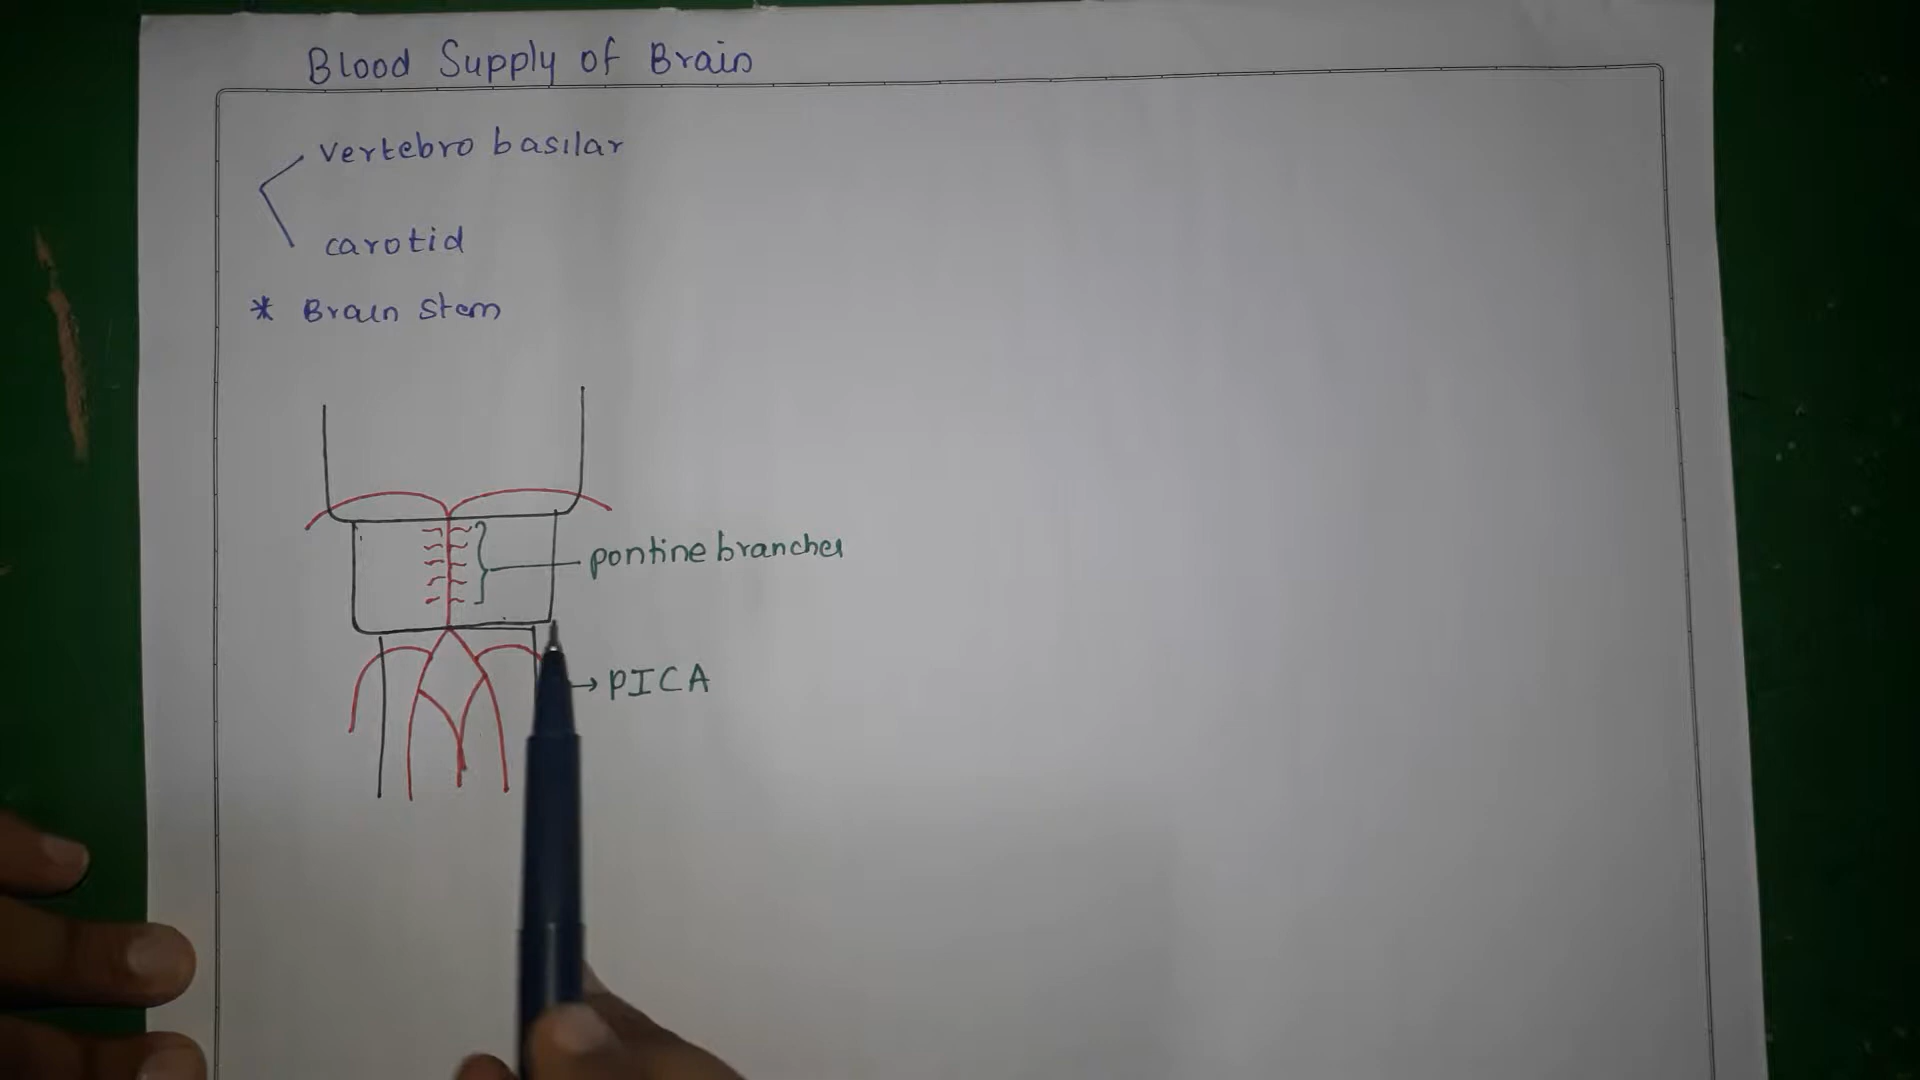 Blood Supply of Brain
vertebro basilar
carotid
* Brain Stem
pontine branches
→ PICA